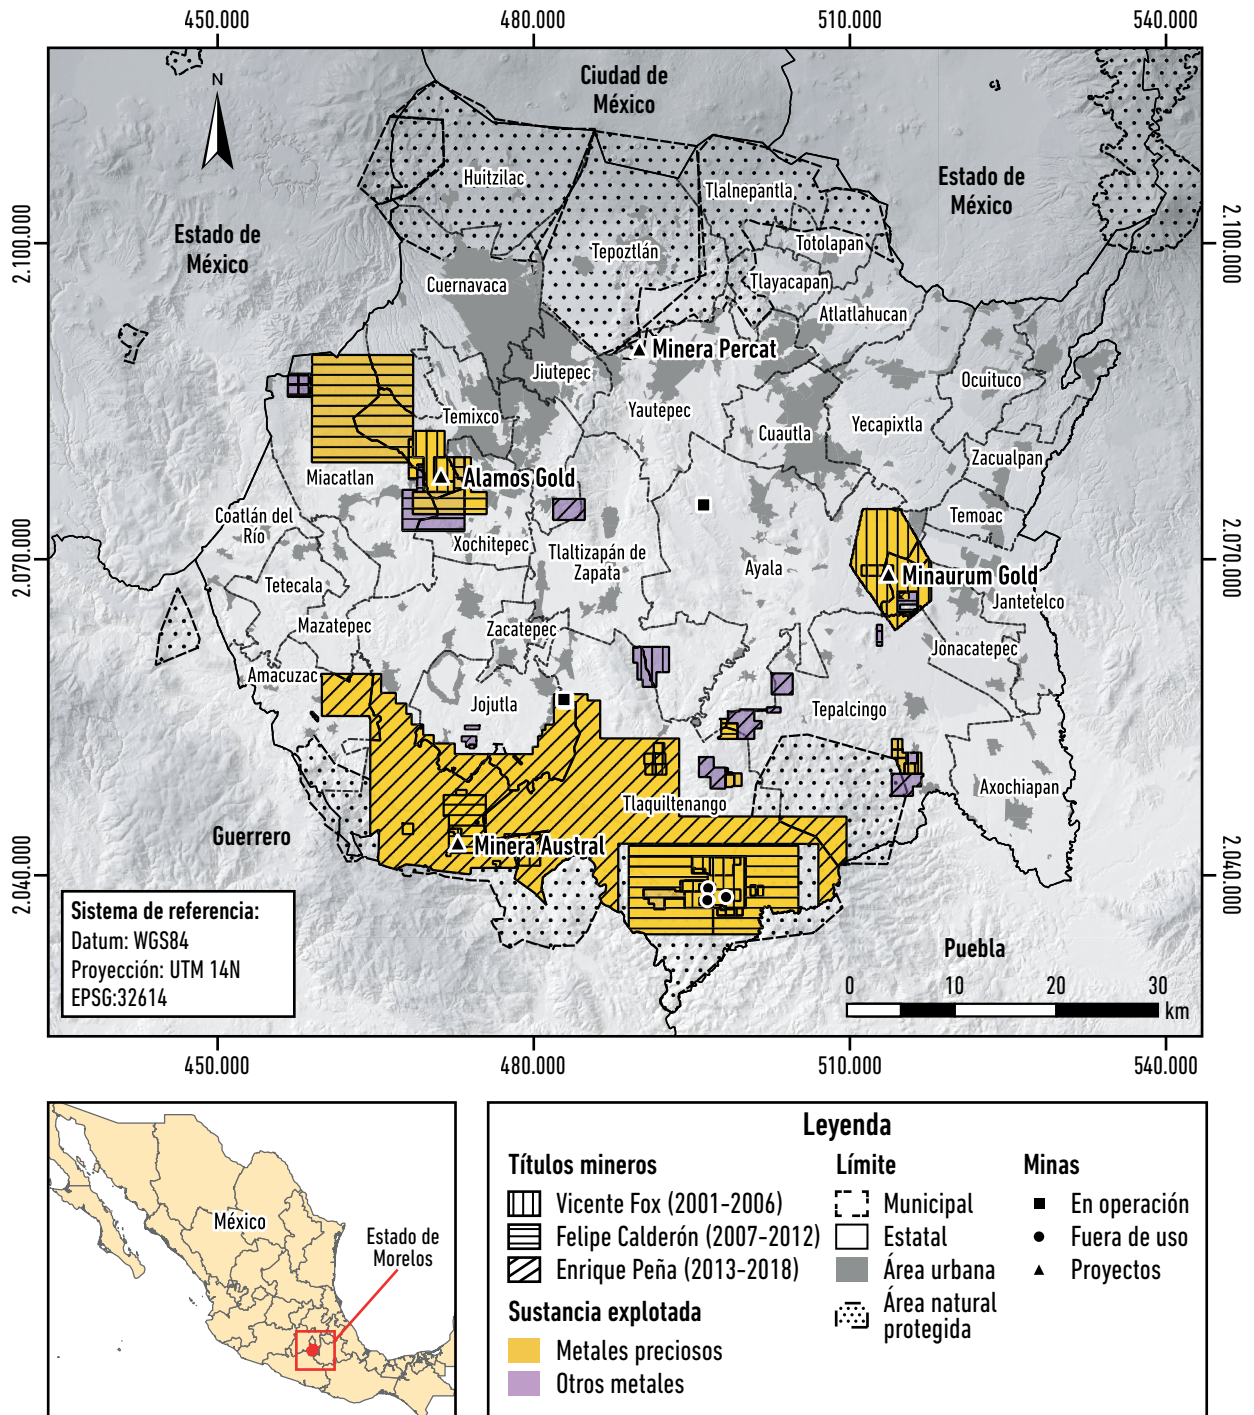 450.000
480.000
510.000
540.000
N
Ciudad de
México
Estado de
México
Estado de
México
2.100.000
2.100.000
Huitzilac
Tlalnepantla
Tepoztlán
Totolapan
Tlayacapan
Cuernavaca
Atlatlahucan
Minera Percat
Jiutepec
Ocuituco
Temixco
Yautepec
Cuautla
Yecapixtla
Zacualpan
Miacatlan
Alamos Gold
Coatlán del
Río
Xochitepec
Temoac
Tlaltizapán de
Zapata
Ayala
2.070.000
2.070.000
Tetecala
Minaurum Gold
Jantetelco
Mazatepec
Zacatepec
Jonacatepec
Amacuzac
Jojutla
Tepalcingo
Axochiapan
Tlaquiltenango
Guerrero
Minera Austral
2.040.000
2.040.000
Sistema de referencia:
Datum: WGS84
Proyección: UTM 14N
EPSG:32614
Puebla
0 10 20 30
km
450.000
480.000
510.000
540.000
México
Estado de
Morelos
Leyenda
Títulos mineros
Vicente Fox (2001-2006)
Felipe Calderón (2007-2012)
Enrique Peña (2013-2018)
Sustancia explotada
Metales preciosos
Otros metales
Límite
Municipal
Estatal
Área urbana
Área natural
protegida
Minas
En operación
Fuera de uso
Proyectos